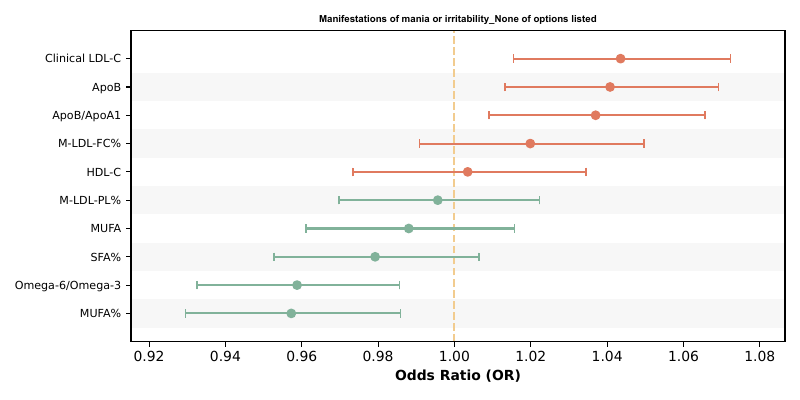 Manifestations of mania or irritability_None of options listed
Clinical LDL-C
ApoB
ApoB/ApoA1
M-LDL-FC%
HDL-C
M-LDL-PL%
MUFA
SFA%
Omega-6/Omega-3
MUFA%
0.92 0.94 0.96 0.98 1.00 1.02 1.04 1.06 1.08
Odds Ratio (OR)